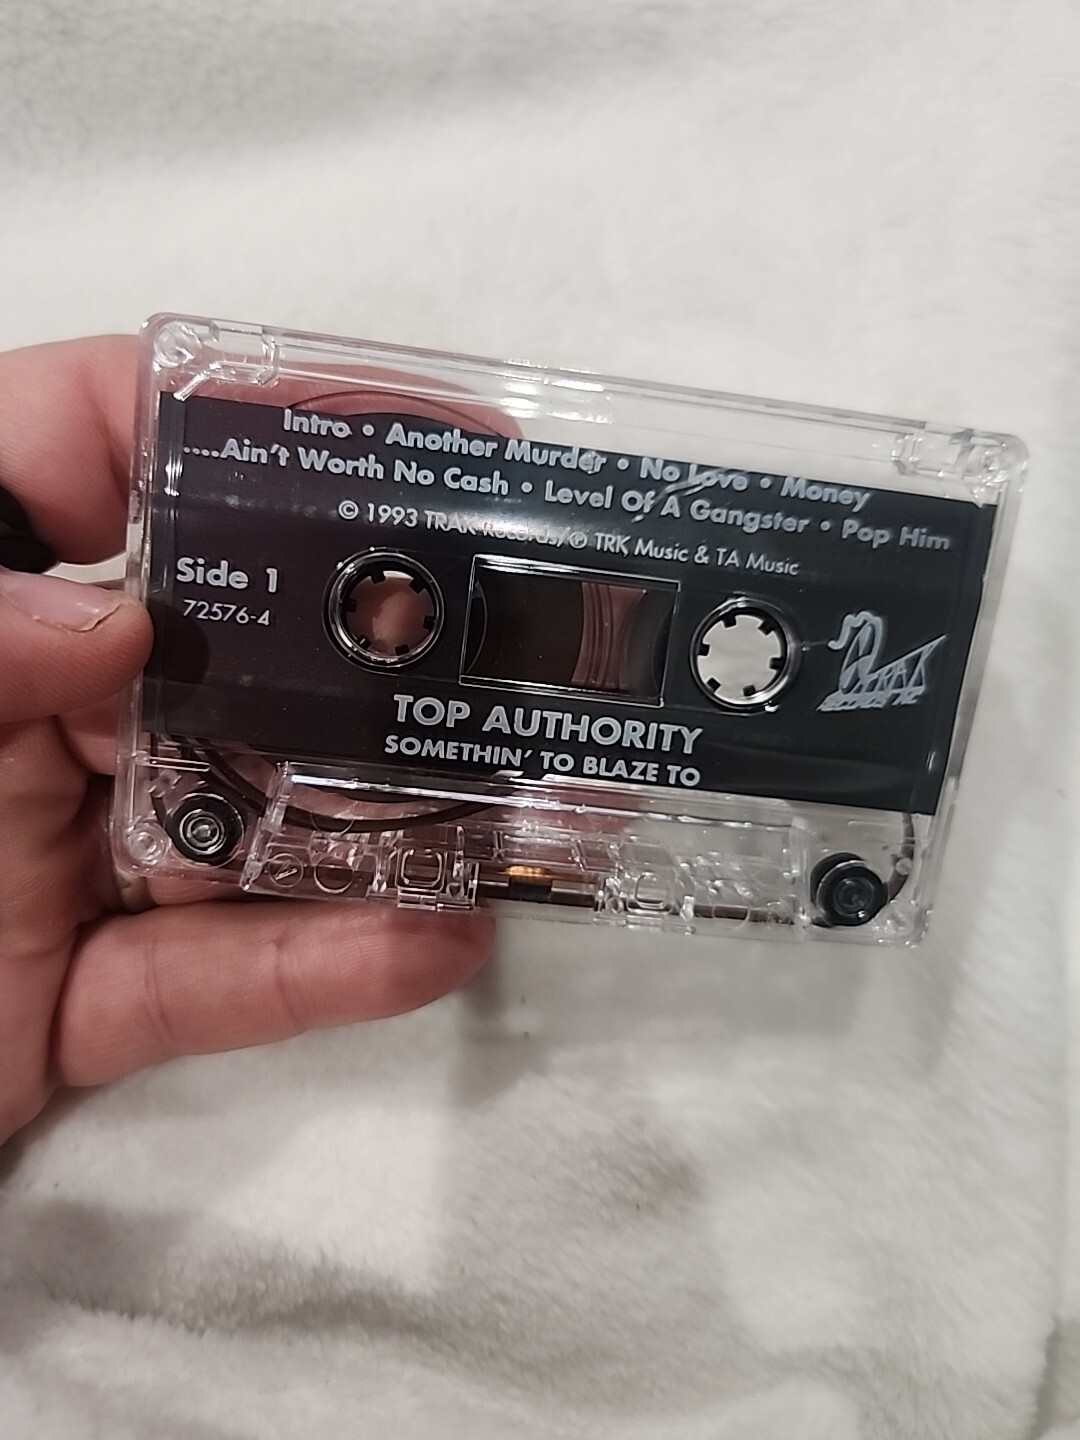 Intro • Another Murder • No Love • Money
....Ain't Worth No Cash • Level Of A Gangster • Pop Him
© 1993 TRAK Records/℗ TRK Music & TA Music
Side 1
72576-4
TRAK
TOP AUTHORITY
SOMETHIN' TO BLAZE TO